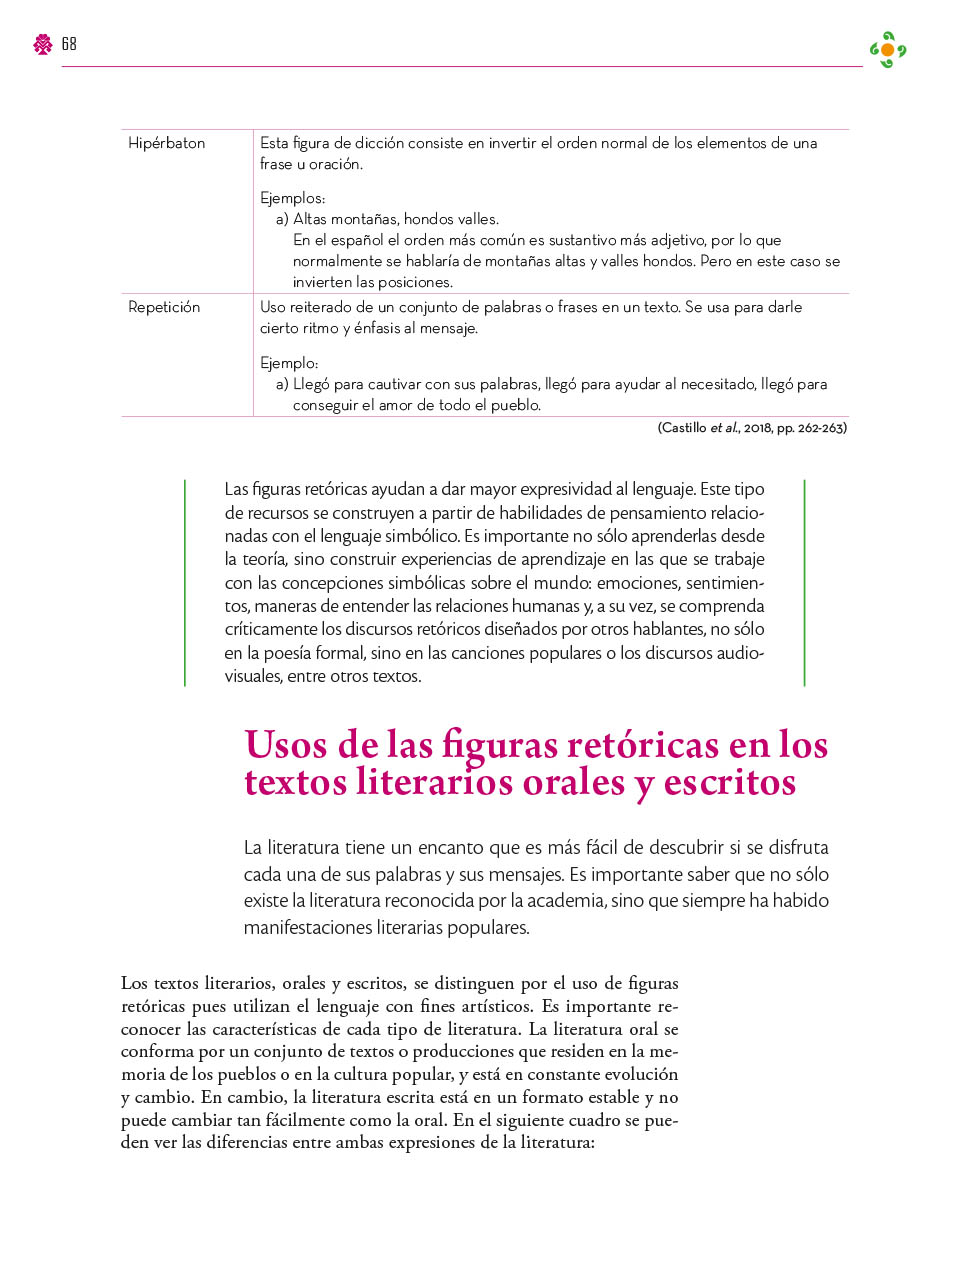 68
Hipérbaton
Esta figura de dicción consiste en invertir el orden normal de los elementos de una
frase u oración.
Ejemplos:
a) Altas montañas, hondos valles.
En el español el orden más común es sustantivo más adjetivo, por lo que
normalmente se hablaría de montañas altas y valles hondos. Pero en este caso se
invierten las posiciones.
Repetición
Uso reiterado de un conjunto de palabras o frases en un texto. Se usa para darle
cierto ritmo y énfasis al mensaje.
Ejemplo:
a) Llegó para cautivar con sus palabras, llegó para ayudar al necesitado, llegó para
conseguir el amor de todo el pueblo.
(Castillo et al., 2018, pp. 262-263)
Las figuras retóricas ayudan a dar mayor expresividad al lenguaje. Este tipo
de recursos se construyen a partir de habilidades de pensamiento relacio-
nadas con el lenguaje simbólico. Es importante no sólo aprenderlas desde
la teoría, sino construir experiencias de aprendizaje en las que se trabaje
con las concepciones simbólicas sobre el mundo: emociones, sentimien-
tos, maneras de entender las relaciones humanas y, a su vez, se comprenda
críticamente los discursos retóricos diseñados por otros hablantes, no sólo
en la poesía formal, sino en las canciones populares o los discursos audio-
visuales, entre otros textos.
Usos de las figuras retóricas en los
textos literarios orales y escritos
La literatura tiene un encanto que es más fácil de descubrir si se disfruta
cada una de sus palabras y sus mensajes. Es importante saber que no sólo
existe la literatura reconocida por la academia, sino que siempre ha habido
manifestaciones literarias populares.
Los textos literarios, orales y escritos, se distinguen por el uso de figuras
retóricas pues utilizan el lenguaje con fines artísticos. Es importante re-
conocer las características de cada tipo de literatura. La literatura oral se
conforma por un conjunto de textos o producciones que residen en la me-
moria de los pueblos o en la cultura popular, y está en constante evolución
y cambio. En cambio, la literatura escrita está en un formato estable y no
puede cambiar tan fácilmente como la oral. En el siguiente cuadro se pue-
den ver las diferencias entre ambas expresiones de la literatura: